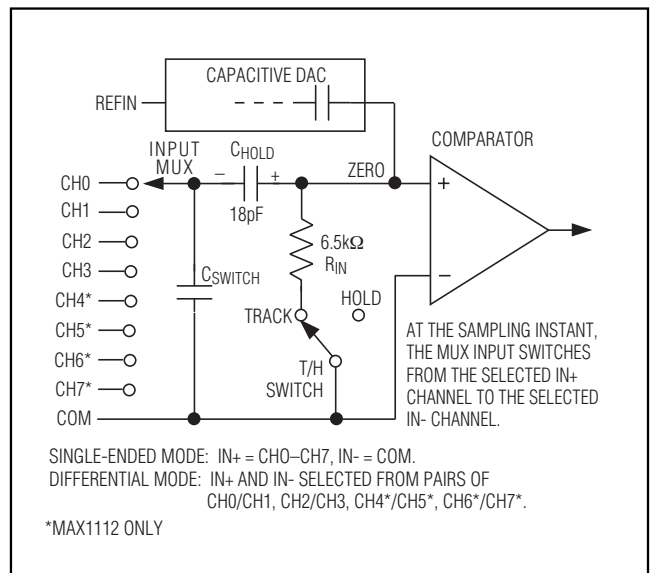 CAPACITIVE DAC
REFIN
COMPARATOR
INPUT
MUX
CHOLD
ZERO
– +
18pF
+
CH0
CH1
CH2
CH3
CH4*
CH5*
CH6*
CH7*
COM
CSWITCH
6.5kΩ
RIN
–
TRACK
HOLD
T/H
SWITCH
AT THE SAMPLING INSTANT,
THE MUX INPUT SWITCHES
FROM THE SELECTED IN+
CHANNEL TO THE SELECTED
IN- CHANNEL.
SINGLE-ENDED MODE: IN+ = CHO–CH7, IN- = COM.
DIFFERENTIAL MODE: IN+ AND IN- SELECTED FROM PAIRS OF
CH0/CH1, CH2/CH3, CH4*/CH5*, CH6*/CH7*.
*MAX1112 ONLY